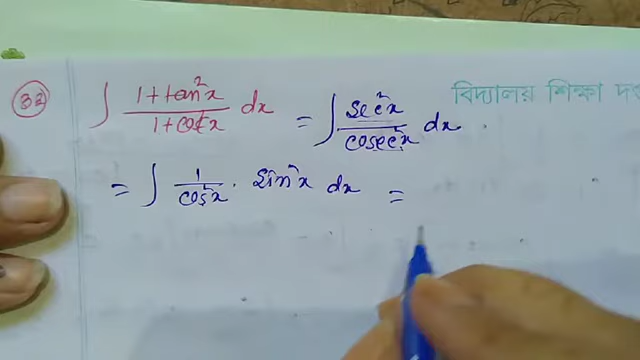 বিদ্যালয় শিক্ষা
32 ∫ (1+tan²x)/(1+cot²x) dx = ∫ sec²x/cosec²x dx.
= ∫ 1/cos²x · sin²x dx =